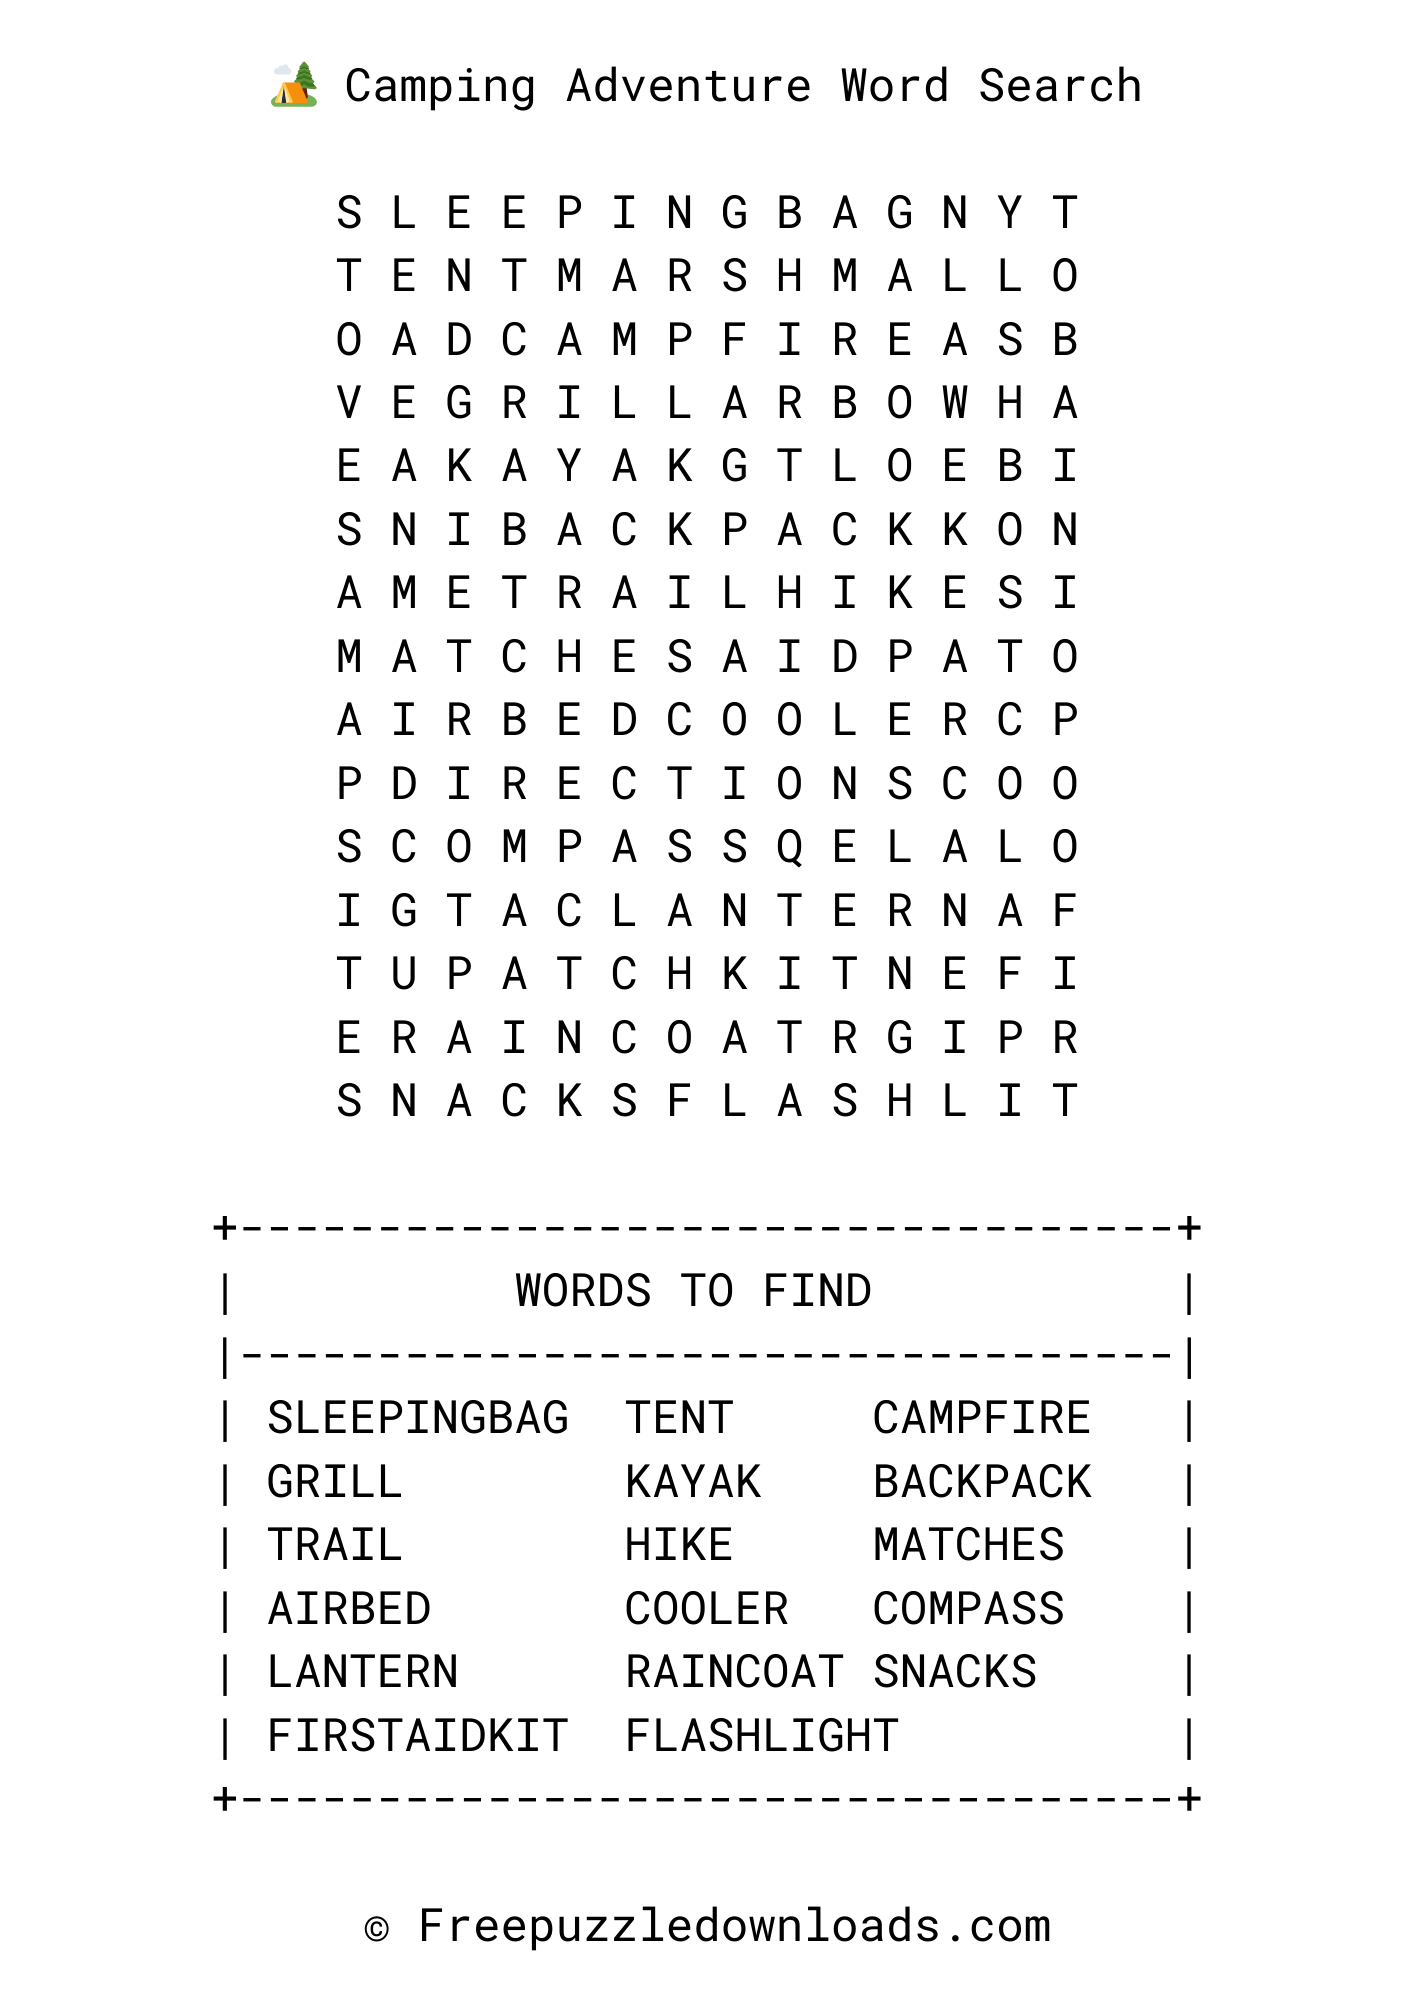 🏕️ Camping Adventure Word Search
S L E E P I N G B A G N Y T
T E N T M A R S H M A L L O
O A D C A M P F I R E A S B
V E G R I L L A R B O W H A
E A K A Y A K G T L O E B I
S N I B A C K P A C K K O N
A M E T R A I L H I K E S I
M A T C H E S A I D P A T O
A I R B E D C O O L E R C P
P D I R E C T I O N S C O O
S C O M P A S S Q E L A L O
I G T A C L A N T E R N A F
T U P A T C H K I T N E F I
E R A I N C O A T R G I P R
S N A C K S F L A S H L I T
+----------------------------------+
|          WORDS TO FIND           |
|----------------------------------|
| SLEEPINGBAG  TENT     CAMPFIRE   |
| GRILL        KAYAK    BACKPACK   |
| TRAIL        HIKE     MATCHES    |
| AIRBED       COOLER   COMPASS    |
| LANTERN      RAINCOAT SNACKS     |
| FIRSTAIDKIT  FLASHLIGHT          |
+----------------------------------+
© Freepuzzledownloads.com